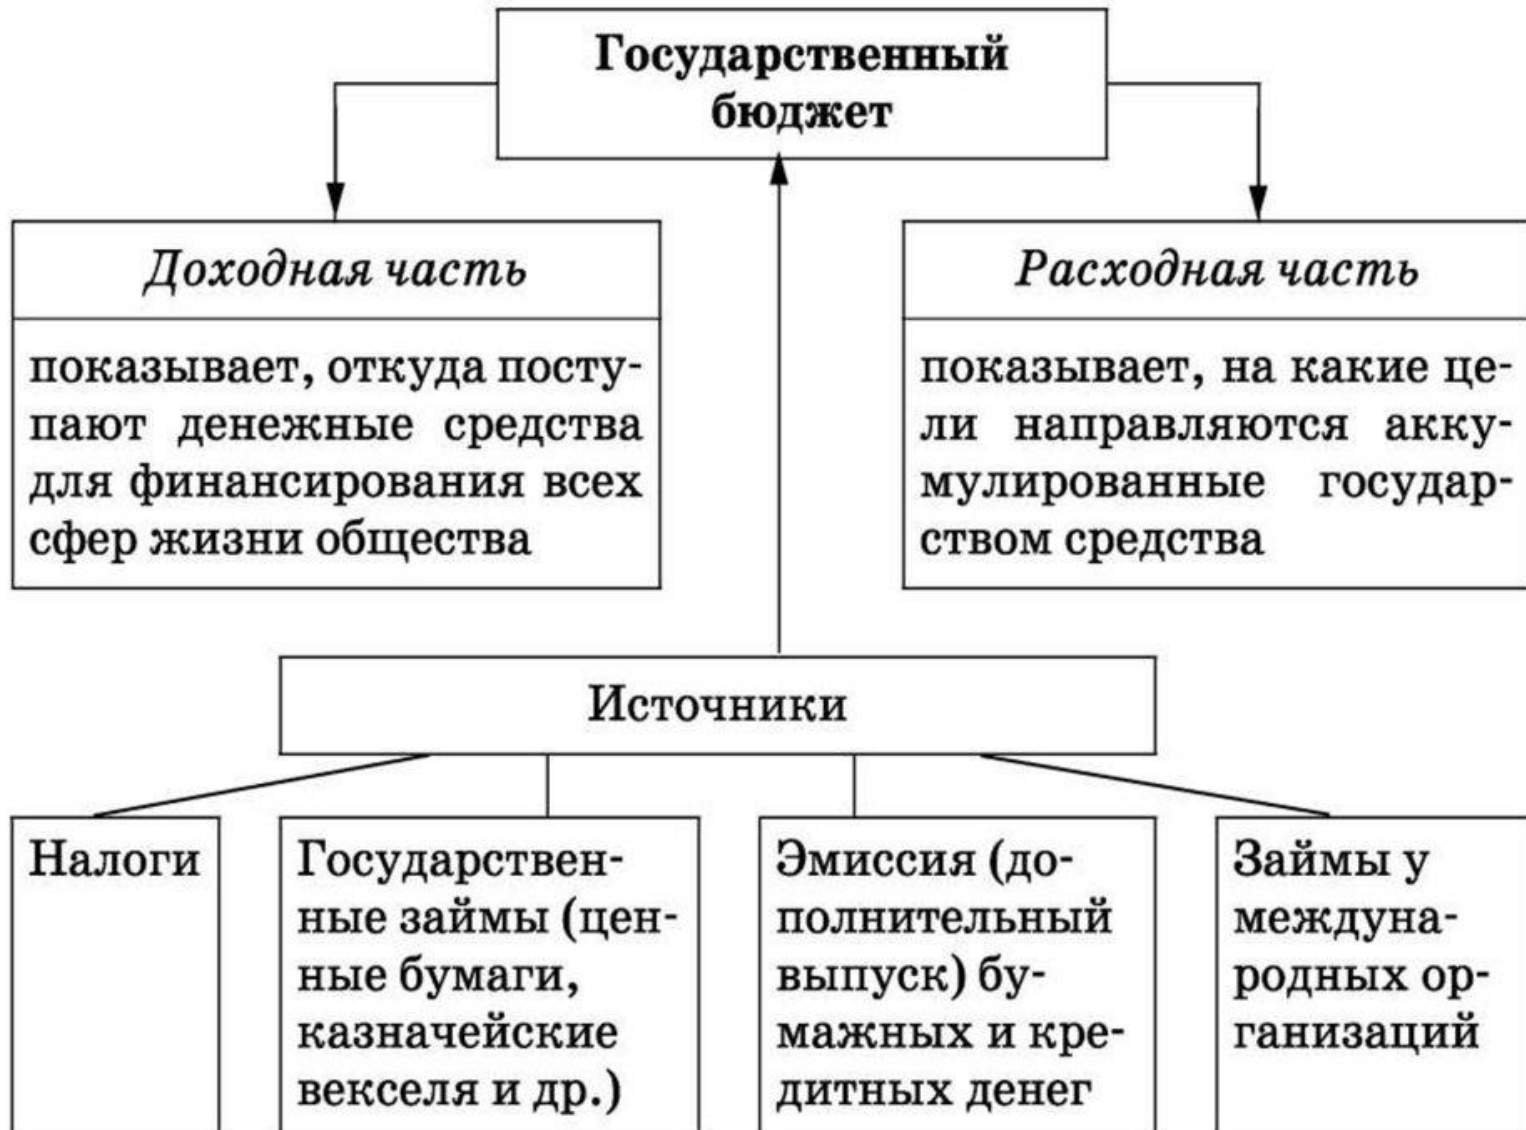 Государственный
бюджет
Доходная часть
показывает, откуда посту-
пают денежные средства
для финансирования всех
сфер жизни общества
Расходная часть
показывает, на какие це-
ли направляются акку-
мулированные государ-
ством средства
Источники
Налоги
Государствен-
ные займы (цен-
ные бумаги,
казначейские
векселя и др.)
Эмиссия (до-
полнительный
выпуск) бу-
мажных и кре-
дитных денег
Займы у
междуна-
родных ор-
ганизаций